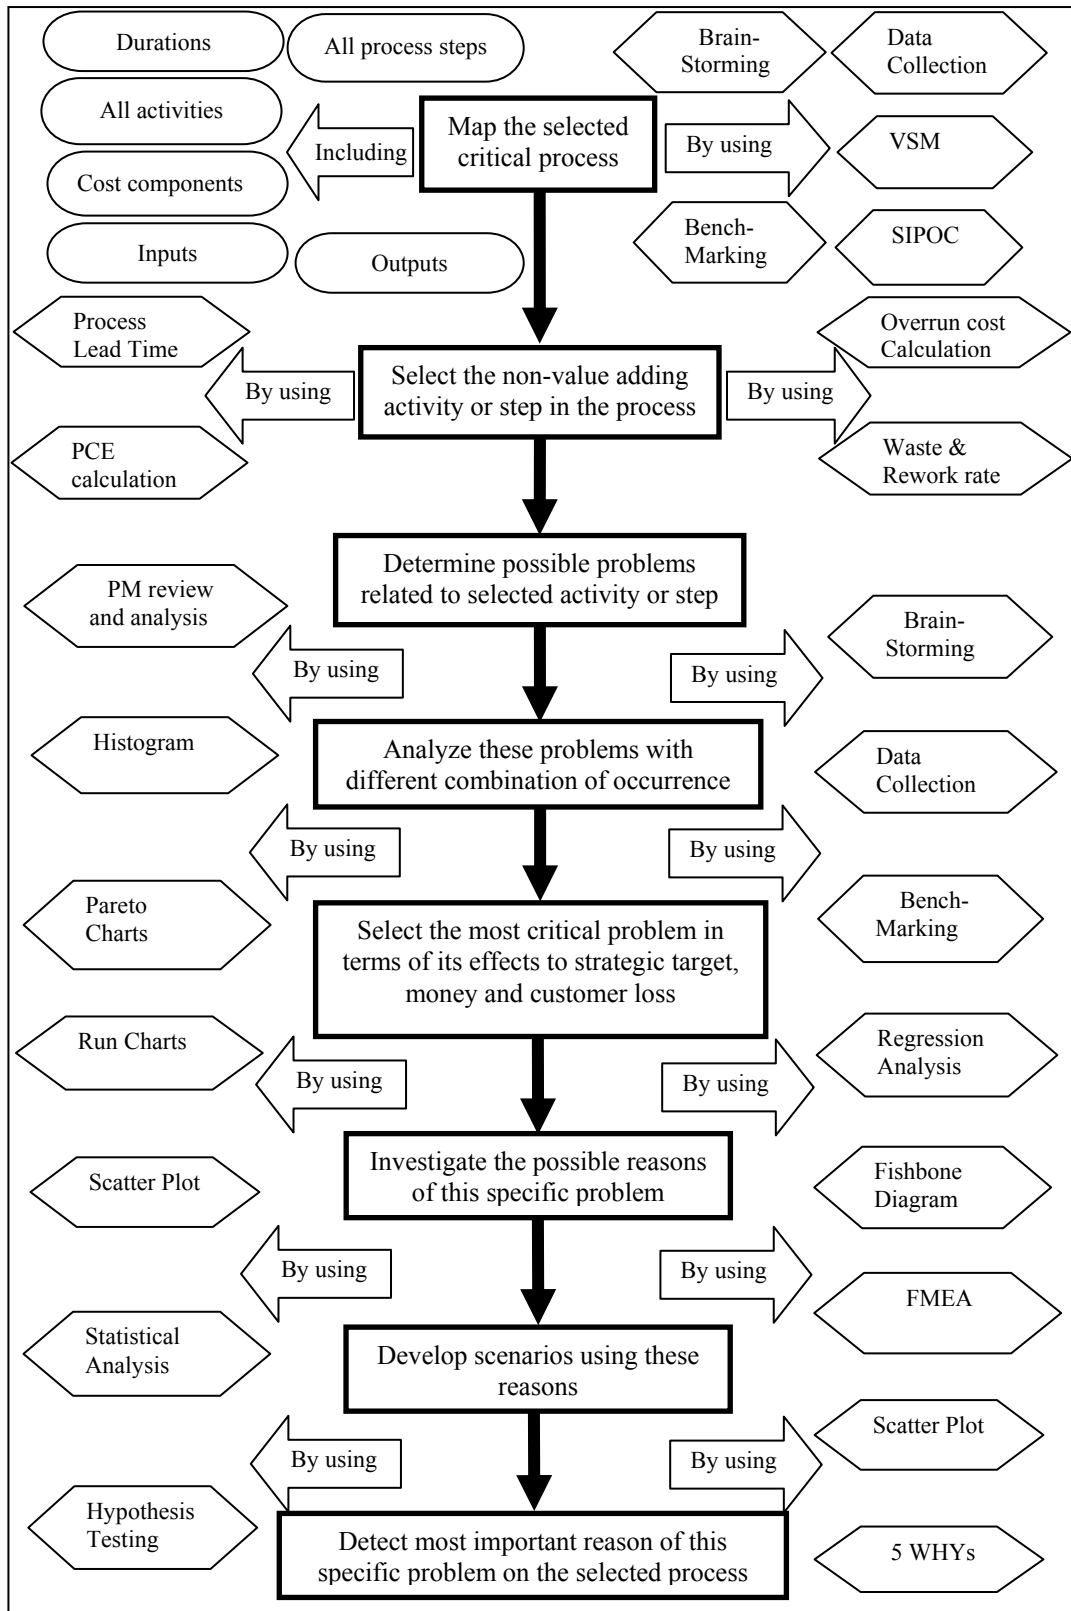 Durations
All process steps
Brain-
Storming
Data
Collection
All activities
Including
Map the selected
critical process
By using
VSM
Cost components
Inputs
Outputs
Bench-
Marking
SIPOC
Process
Lead Time
Overrun cost
Calculation
By using
Select the non-value adding
activity or step in the process
By using
PCE
calculation
Waste &
Rework rate
Determine possible problems
related to selected activity or step
PM review
and analysis
Brain-
Storming
By using
By using
Histogram
Analyze these problems with
different combination of occurrence
Data
Collection
By using
By using
Pareto
Charts
Select the most critical problem in
terms of its effects to strategic target,
money and customer loss
Bench-
Marking
Run Charts
By using
By using
Regression
Analysis
Investigate the possible reasons
of this specific problem
Scatter Plot
Fishbone
Diagram
By using
By using
FMEA
Statistical
Analysis
Develop scenarios using these
reasons
Scatter Plot
By using
By using
Hypothesis
Testing
Detect most important reason of this
specific problem on the selected process
5 WHYs